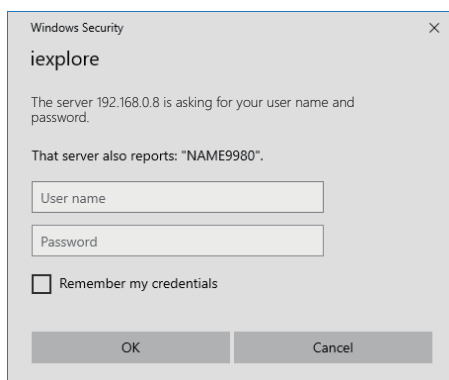 Windows Security
iexplore
The server 192.168.0.8 is asking for your user name and
password.
That server also reports: "NAME9980".
User name
Password
Remember my credentials
OK
Cancel